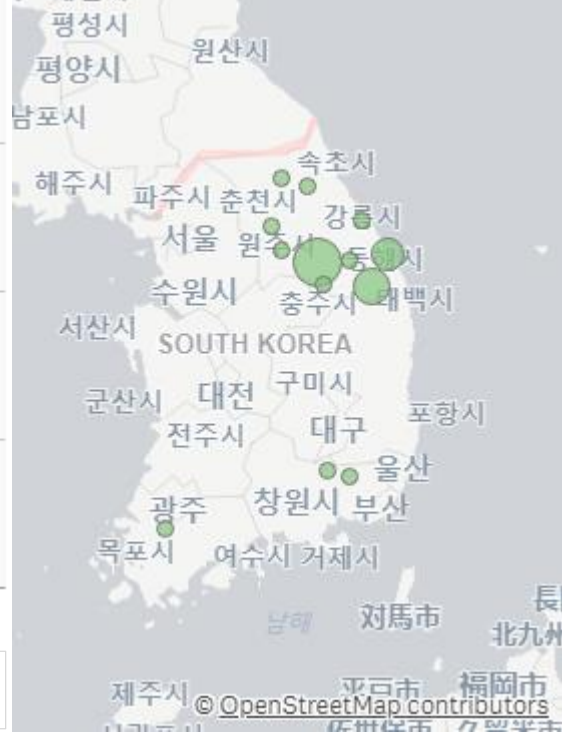 평성시
원산시
평양시
남포시
속초시
해주시
파주시 춘천시
강릉시
서울 원주시
동해시
수원시
충주시 태백시
서산시
SOUTH KOREA
구미시
군산시 대전
포항시
전주시 대구
울산
광주 창원시 부산
목포시 여수시 거제시
남해 対馬市
北九州
제주시 平戸市 福岡市
© OpenStreetMap contributors